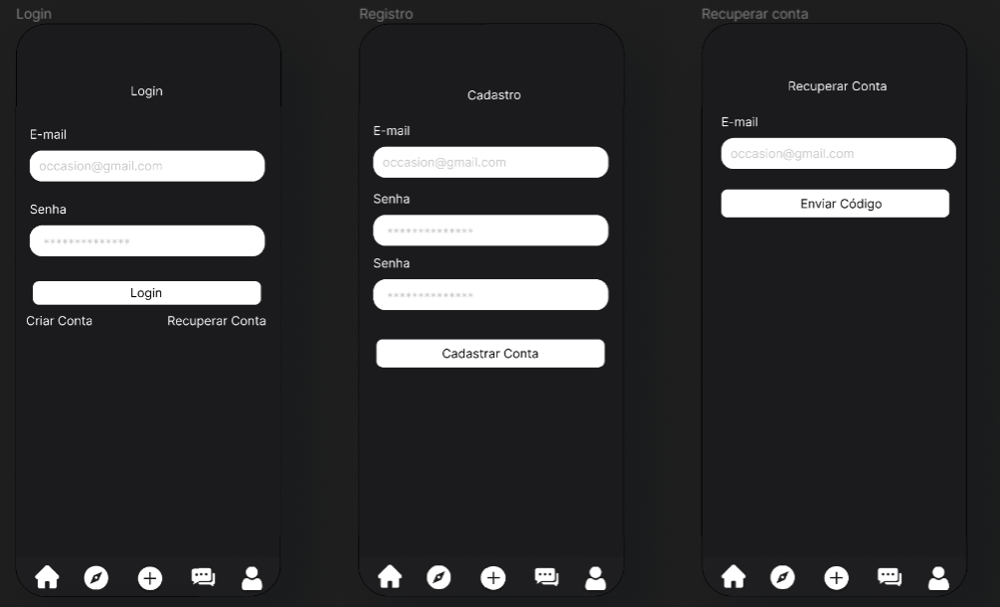 Login
Login
E-mail
occasion@gmail.com
Senha
**************
Login
Criar Conta
Recuperar Conta
Registro
Cadastro
E-mail
occasion@gmail.com
Senha
**************
Senha
**************
Cadastrar Conta
Recuperar conta
Recuperar Conta
E-mail
occasion@gmail.com
Enviar Código